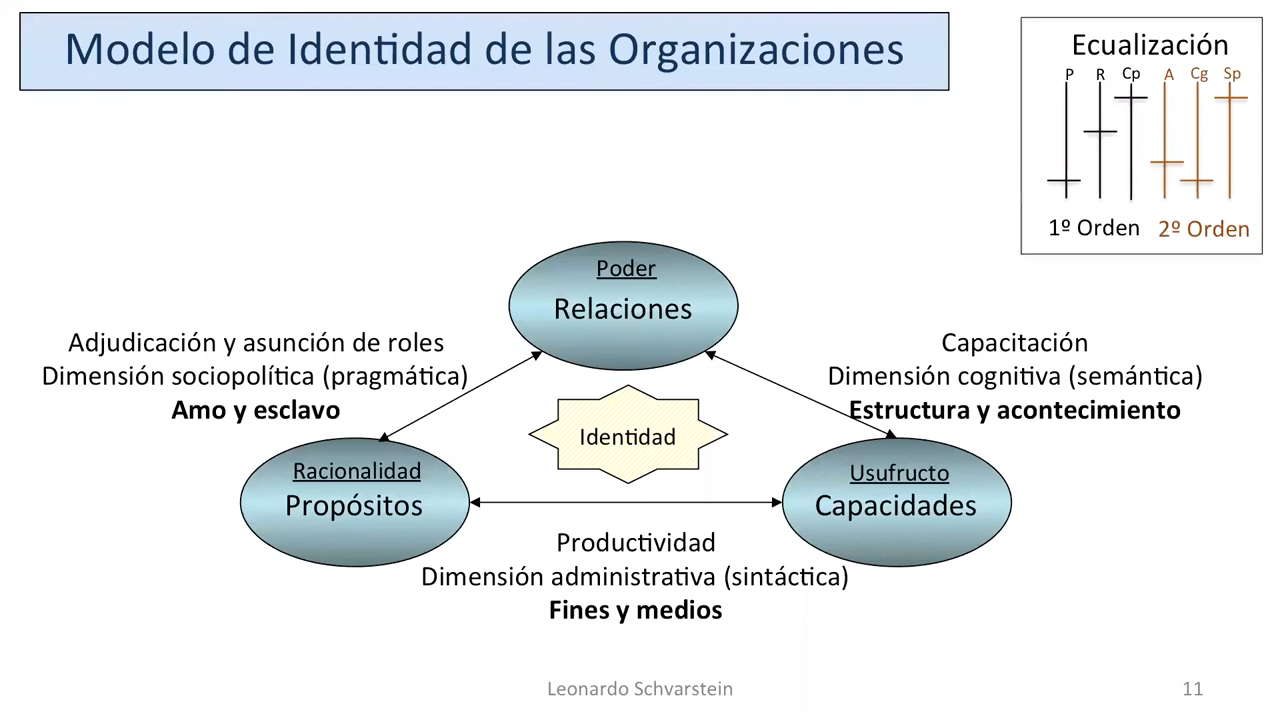 Modelo de Identidad de las Organizaciones
Ecualización
P R Cp A Cg Sp
1º Orden 2º Orden
Poder
Relaciones
Adjudicación y asunción de roles
Dimensión sociopolítica (pragmática)
Amo y esclavo
Capacitación
Dimensión cognitiva (semántica)
Estructura y acontecimiento
Identidad
Racionalidad
Propósitos
Usufructo
Capacidades
Productividad
Dimensión administrativa (sintáctica)
Fines y medios
Leonardo Schvarstein
11